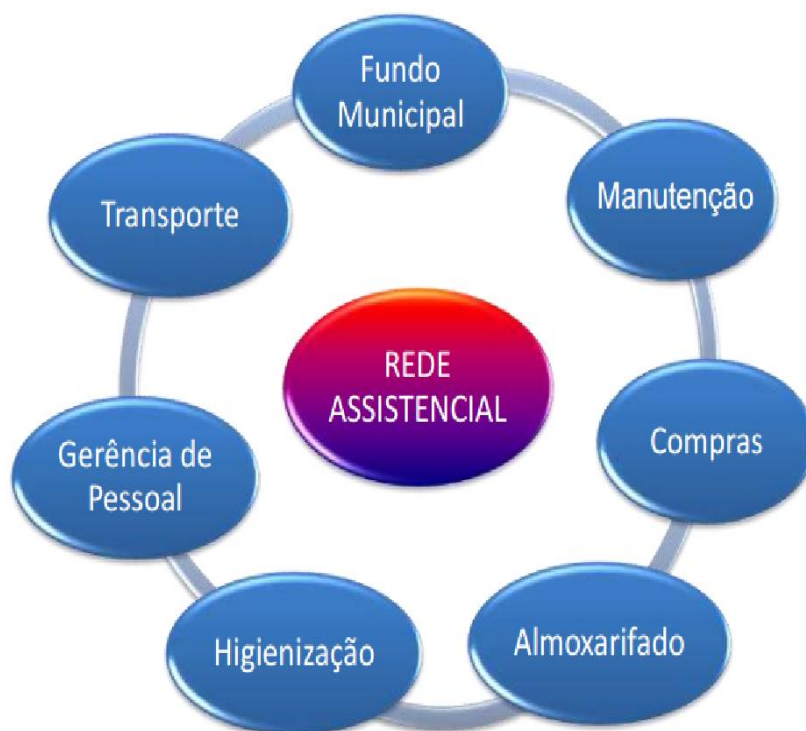 Fundo
Municipal
Manutenção
Transporte
REDE
ASSISTENCIAL
Compras
Gerência de
Pessoal
Almoxarifado
Higienização